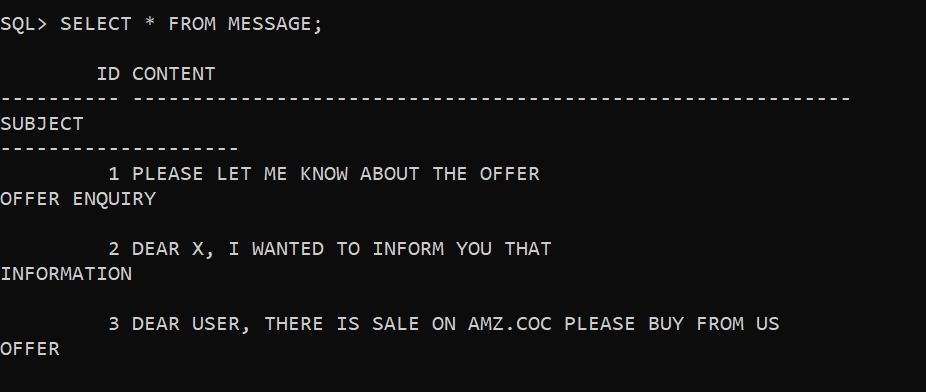 SQL> SELECT * FROM MESSAGE;
ID CONTENT
---------- ------------------------------------------------------------
SUBJECT
--------------------
1 PLEASE LET ME KNOW ABOUT THE OFFER
OFFER ENQUIRY
2 DEAR X, I WANTED TO INFORM YOU THAT
INFORMATION
3 DEAR USER, THERE IS SALE ON AMZ.COC PLEASE BUY FROM US
OFFER